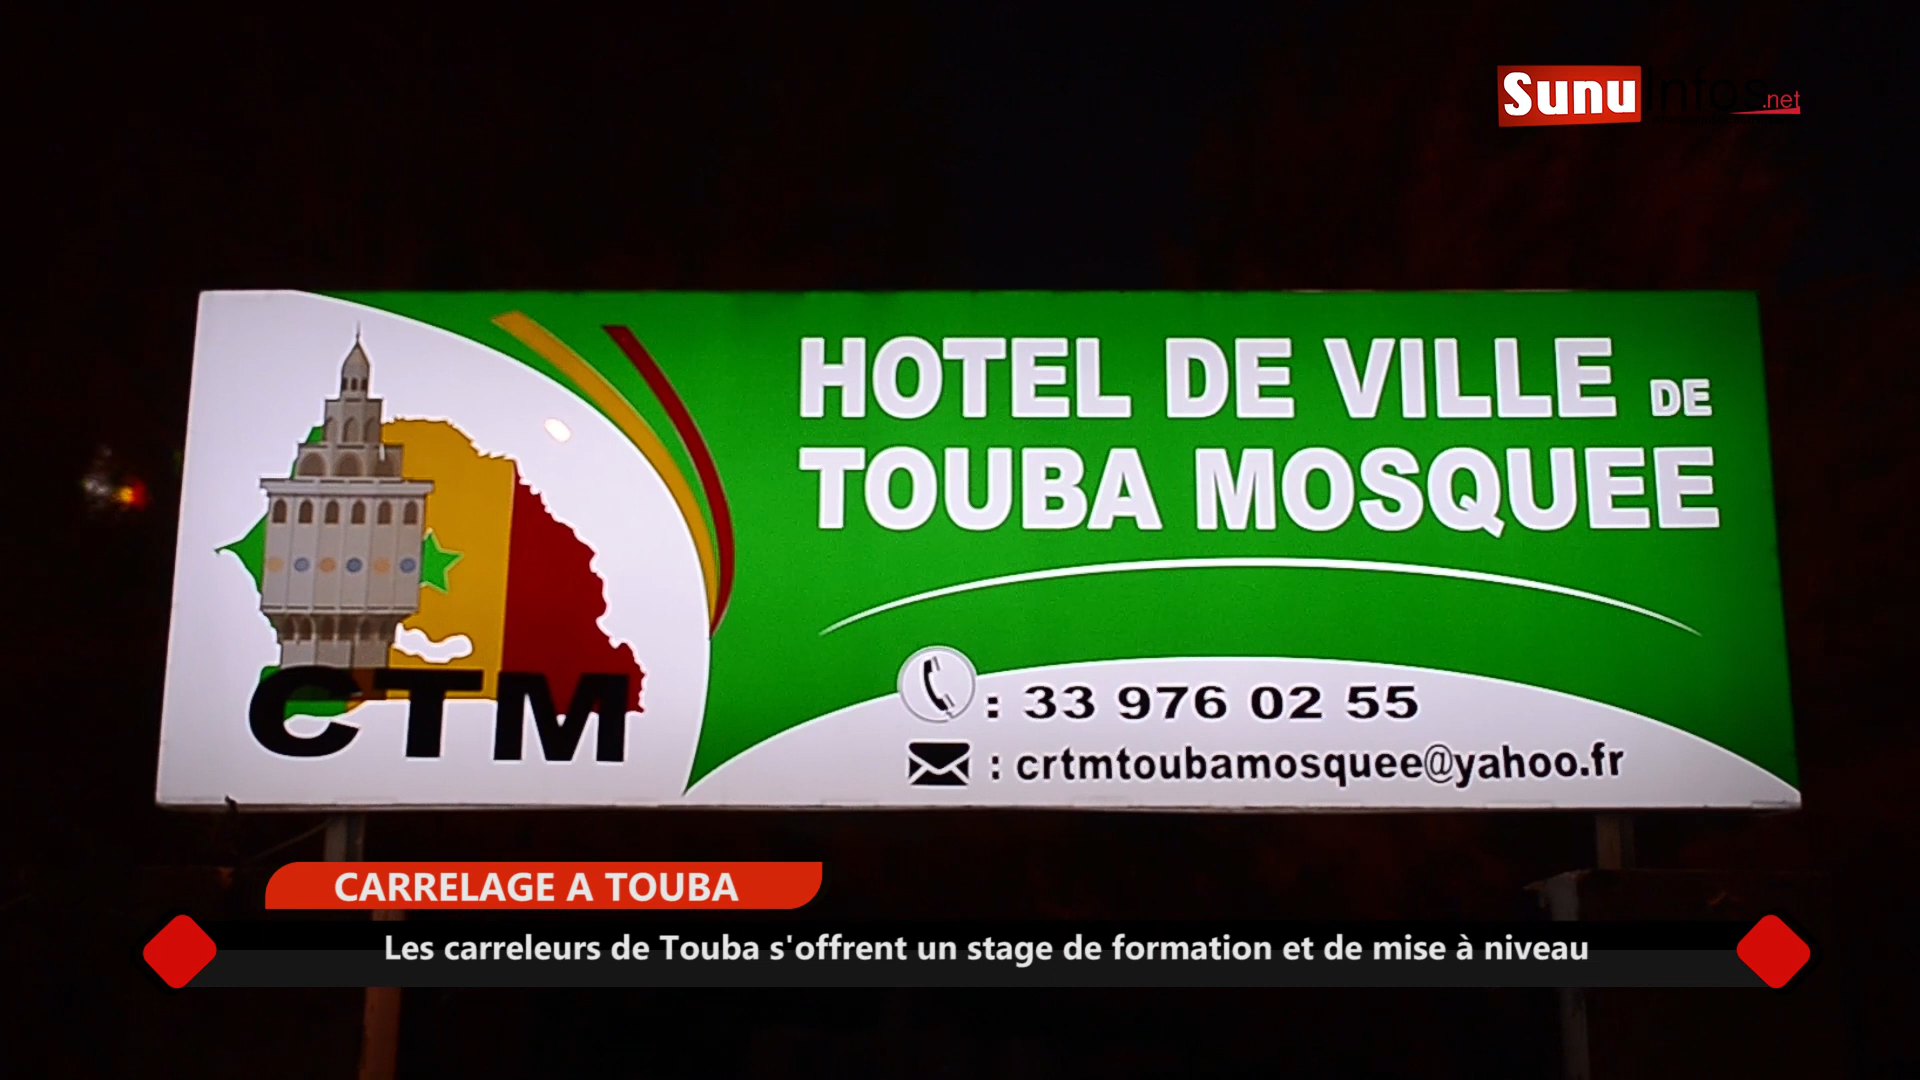 SunuInfos.net
HOTEL DE VILLE DE
TOUBA MOSQUEE
CTM
: 33 976 02 55
: crtmtoubamosquee@yahoo.fr
CARRELAGE A TOUBA
Les carreleurs de Touba s'offrent un stage de formation et de mise à niveau